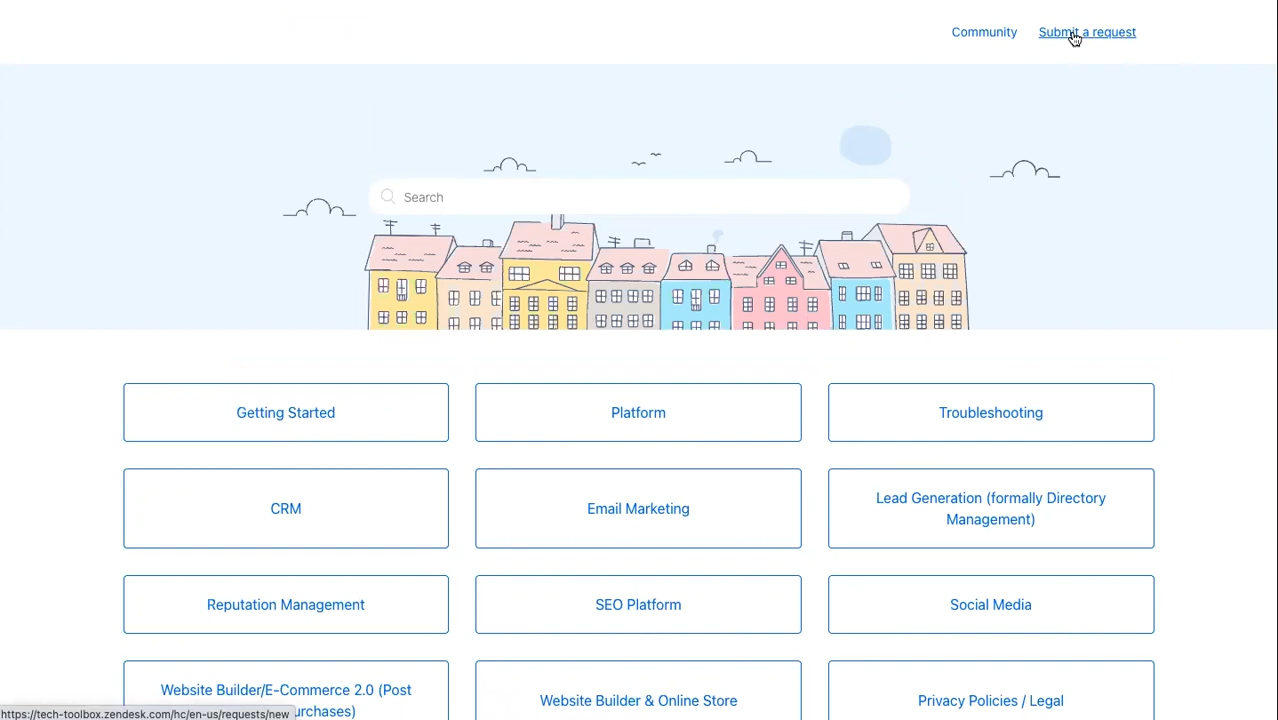 Community
Submit a request
Search
Getting Started
Platform
Troubleshooting
CRM
Email Marketing
Lead Generation (formally Directory
Management)
Reputation Management
SEO Platform
Social Media
Website Builder/E-Commerce 2.0 (Post
urchases)
Website Builder & Online Store
Privacy Policies / Legal
https://tech-toolbox.zendesk.com/hc/en-us/requests/new